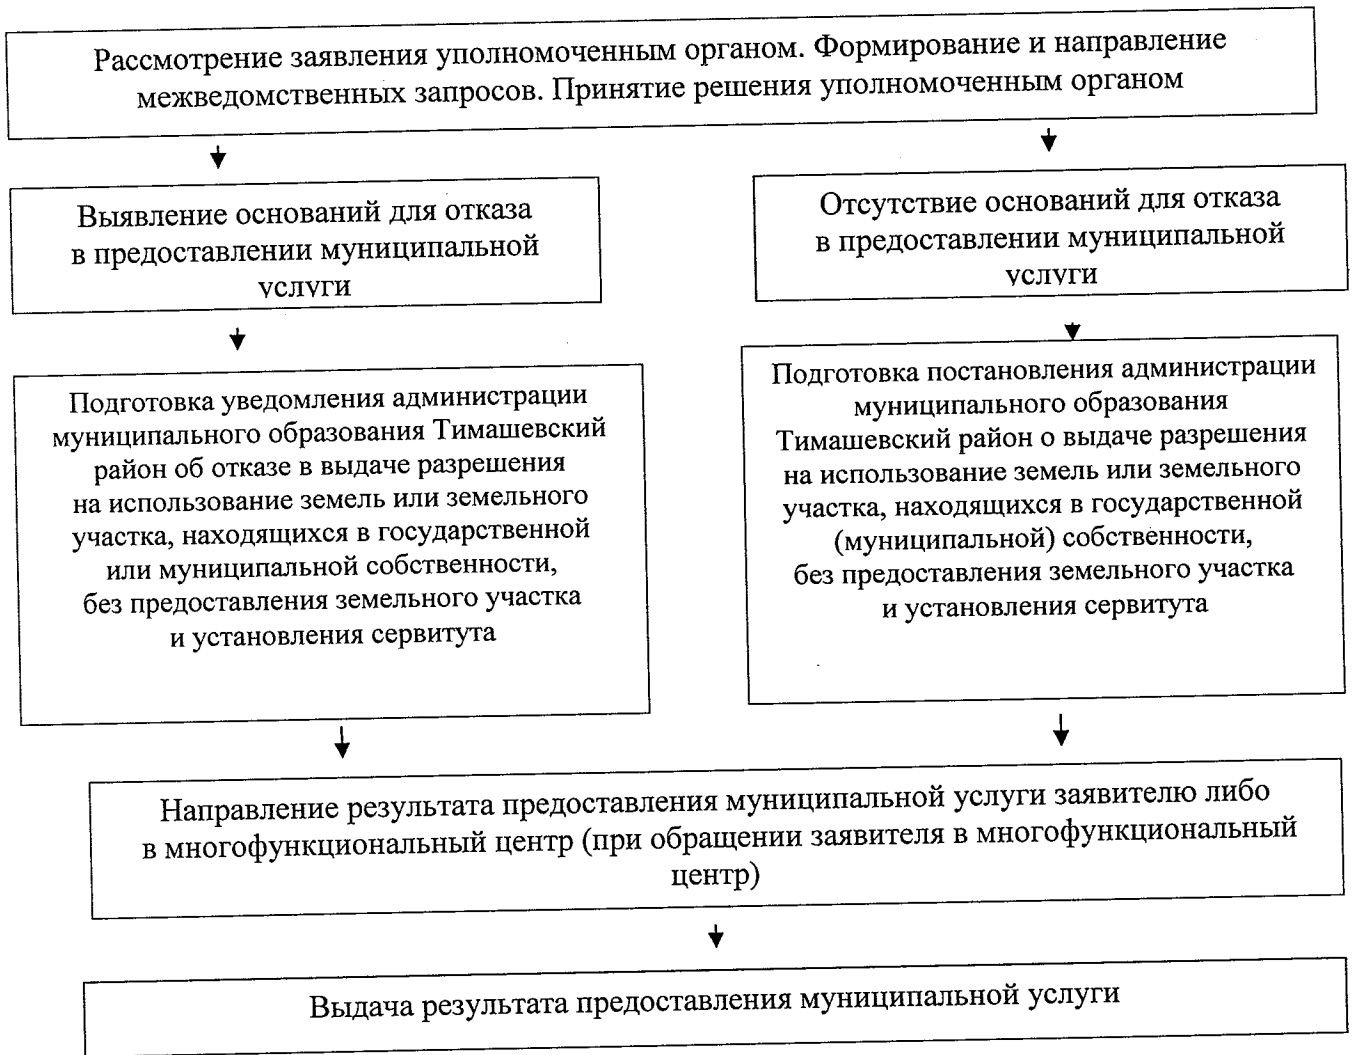 Рассмотрение заявления уполномоченным органом. Формирование и направление
межведомственных запросов. Принятие решения уполномоченным органом
Выявление оснований для отказа
в предоставлении муниципальной
услуги
Отсутствие оснований для отказа
в предоставлении муниципальной
услуги
Подготовка уведомления администрации
муниципального образования Тимашевский
район об отказе в выдаче разрешения
на использование земель или земельного
участка, находящихся в государственной
или муниципальной собственности,
без предоставления земельного участка
и установления сервитута
Подготовка постановления администрации
муниципального образования
Тимашевский район о выдаче разрешения
на использование земель или земельного
участка, находящихся в государственной
(муниципальной) собственности,
без предоставления земельного участка
и установления сервитута
Направление результата предоставления муниципальной услуги заявителю либо
в многофункциональный центр (при обращении заявителя в многофункциональный
центр)
Выдача результата предоставления муниципальной услуги